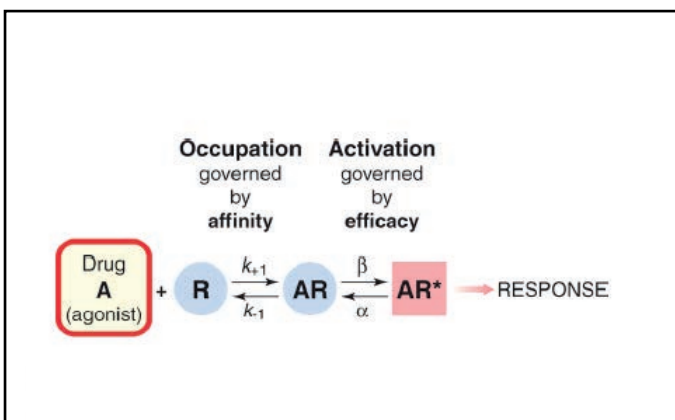 Occupation
governed
by
affinity
Activation
governed
by
efficacy
Drug
A
(agonist)
+
R
k+1
k-1
AR
β
α
AR*
RESPONSE